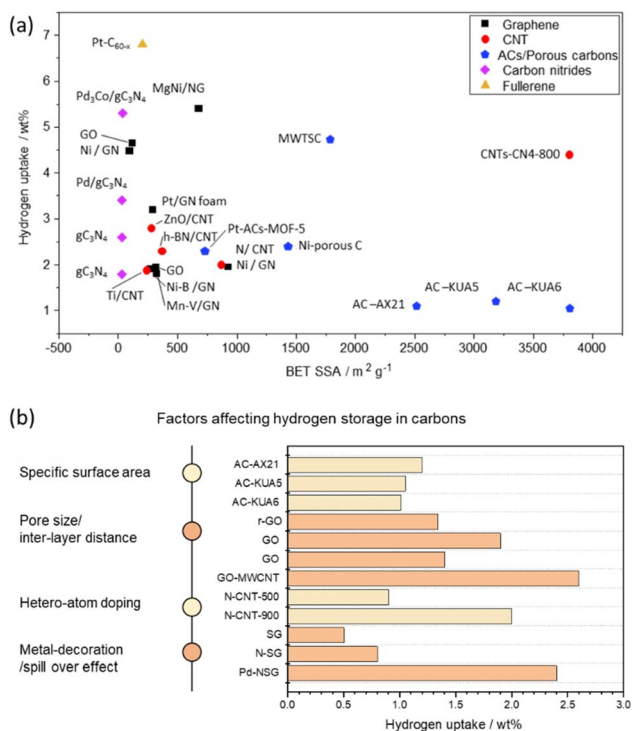 (a)
Graphene
CNT
ACs/Porous carbons
Carbon nitrides
Fullerene
Pt-C60-x
MgNi/NG
Pd3Co/gC3N4
GO
Ni / GN
MWTSC
CNTs-CN4-800
Pd/gC3N4
Pt/GN foam
ZnO/CNT
h-BN/CNT
Pt-ACs-MOF-5
gC3N4
N/ CNT
Ni-porous C
Ni / GN
gC3N4
GO
Ti/CNT
Ni-B /GN
Mn-V/GN
AC –AX21
AC –KUA5
AC –KUA6
Hydrogen uptake / wt%
7
6
5
4
3
2
1
0
500
1000
1500
2000
2500
3000
3500
4000
BET SSA / m2 g-1
(b)
Factors affecting hydrogen storage in carbons
Specific surface area
Pore size/
inter-layer distance
Hetero-atom doping
Metal-decoration
/spill over effect
AC-AX21
AC-KUA5
AC-KUA6
r-GO
GO
GO
GO-MWCNT
N-CNT-500
N-CNT-900
SG
N-SG
Pd-NSG
0.0
0.5
1.0
1.5
2.0
2.5
3.0
Hydrogen uptake / wt%